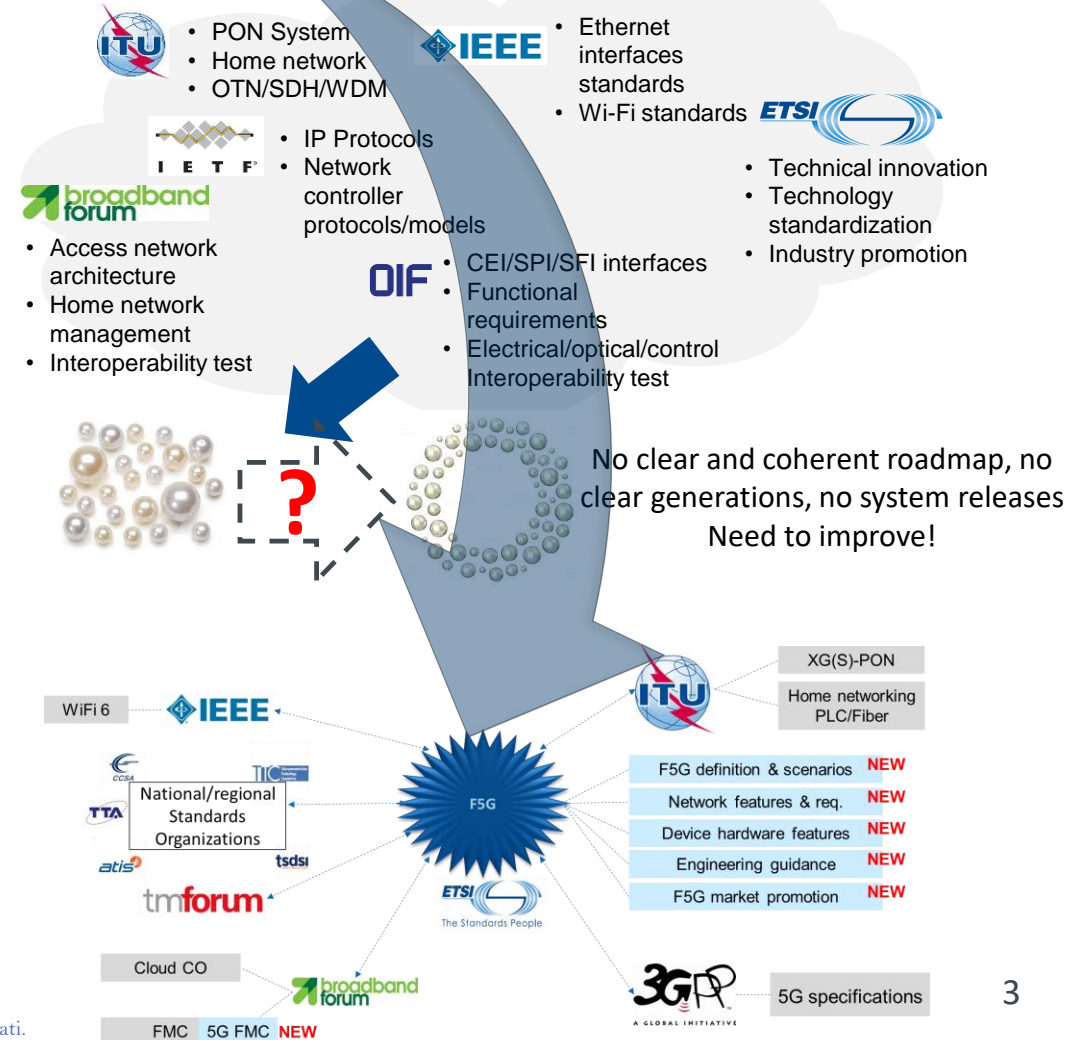 ITU
• PON System
• Home network
• OTN/SDH/WDM
IEEE
• Ethernet
interfaces
standards
• Wi-Fi standards
ETSI
• Technical innovation
• Technology
standardization
• Industry promotion
I E T F®
• IP Protocols
• Network
controller
protocols/models
broadband
forum
• Access network
architecture
• Home network
management
• Interoperability test
OIF
• CEI/SPI/SFI interfaces
• Functional
requirements
• Electrical/optical/control
Interoperability test
?
No clear and coherent roadmap, no
clear generations, no system releases
Need to improve!
WiFi 6
IEEE
ITU
XG(S)-PON
Home networking
PLC/Fiber
CCSA
TTC
TTA
National/regional
Standards
Organizations
atis
tsdsi
tmforum
F5G
ETSI
The Standards People
F5G definition & scenarios NEW
Network features & req. NEW
Device hardware features NEW
Engineering guidance NEW
F5G market promotion NEW
Cloud CO
broadband
forum
FMC 5G FMC NEW
3GPP™
A GLOBAL INITIATIVE
5G specifications
3
ati.